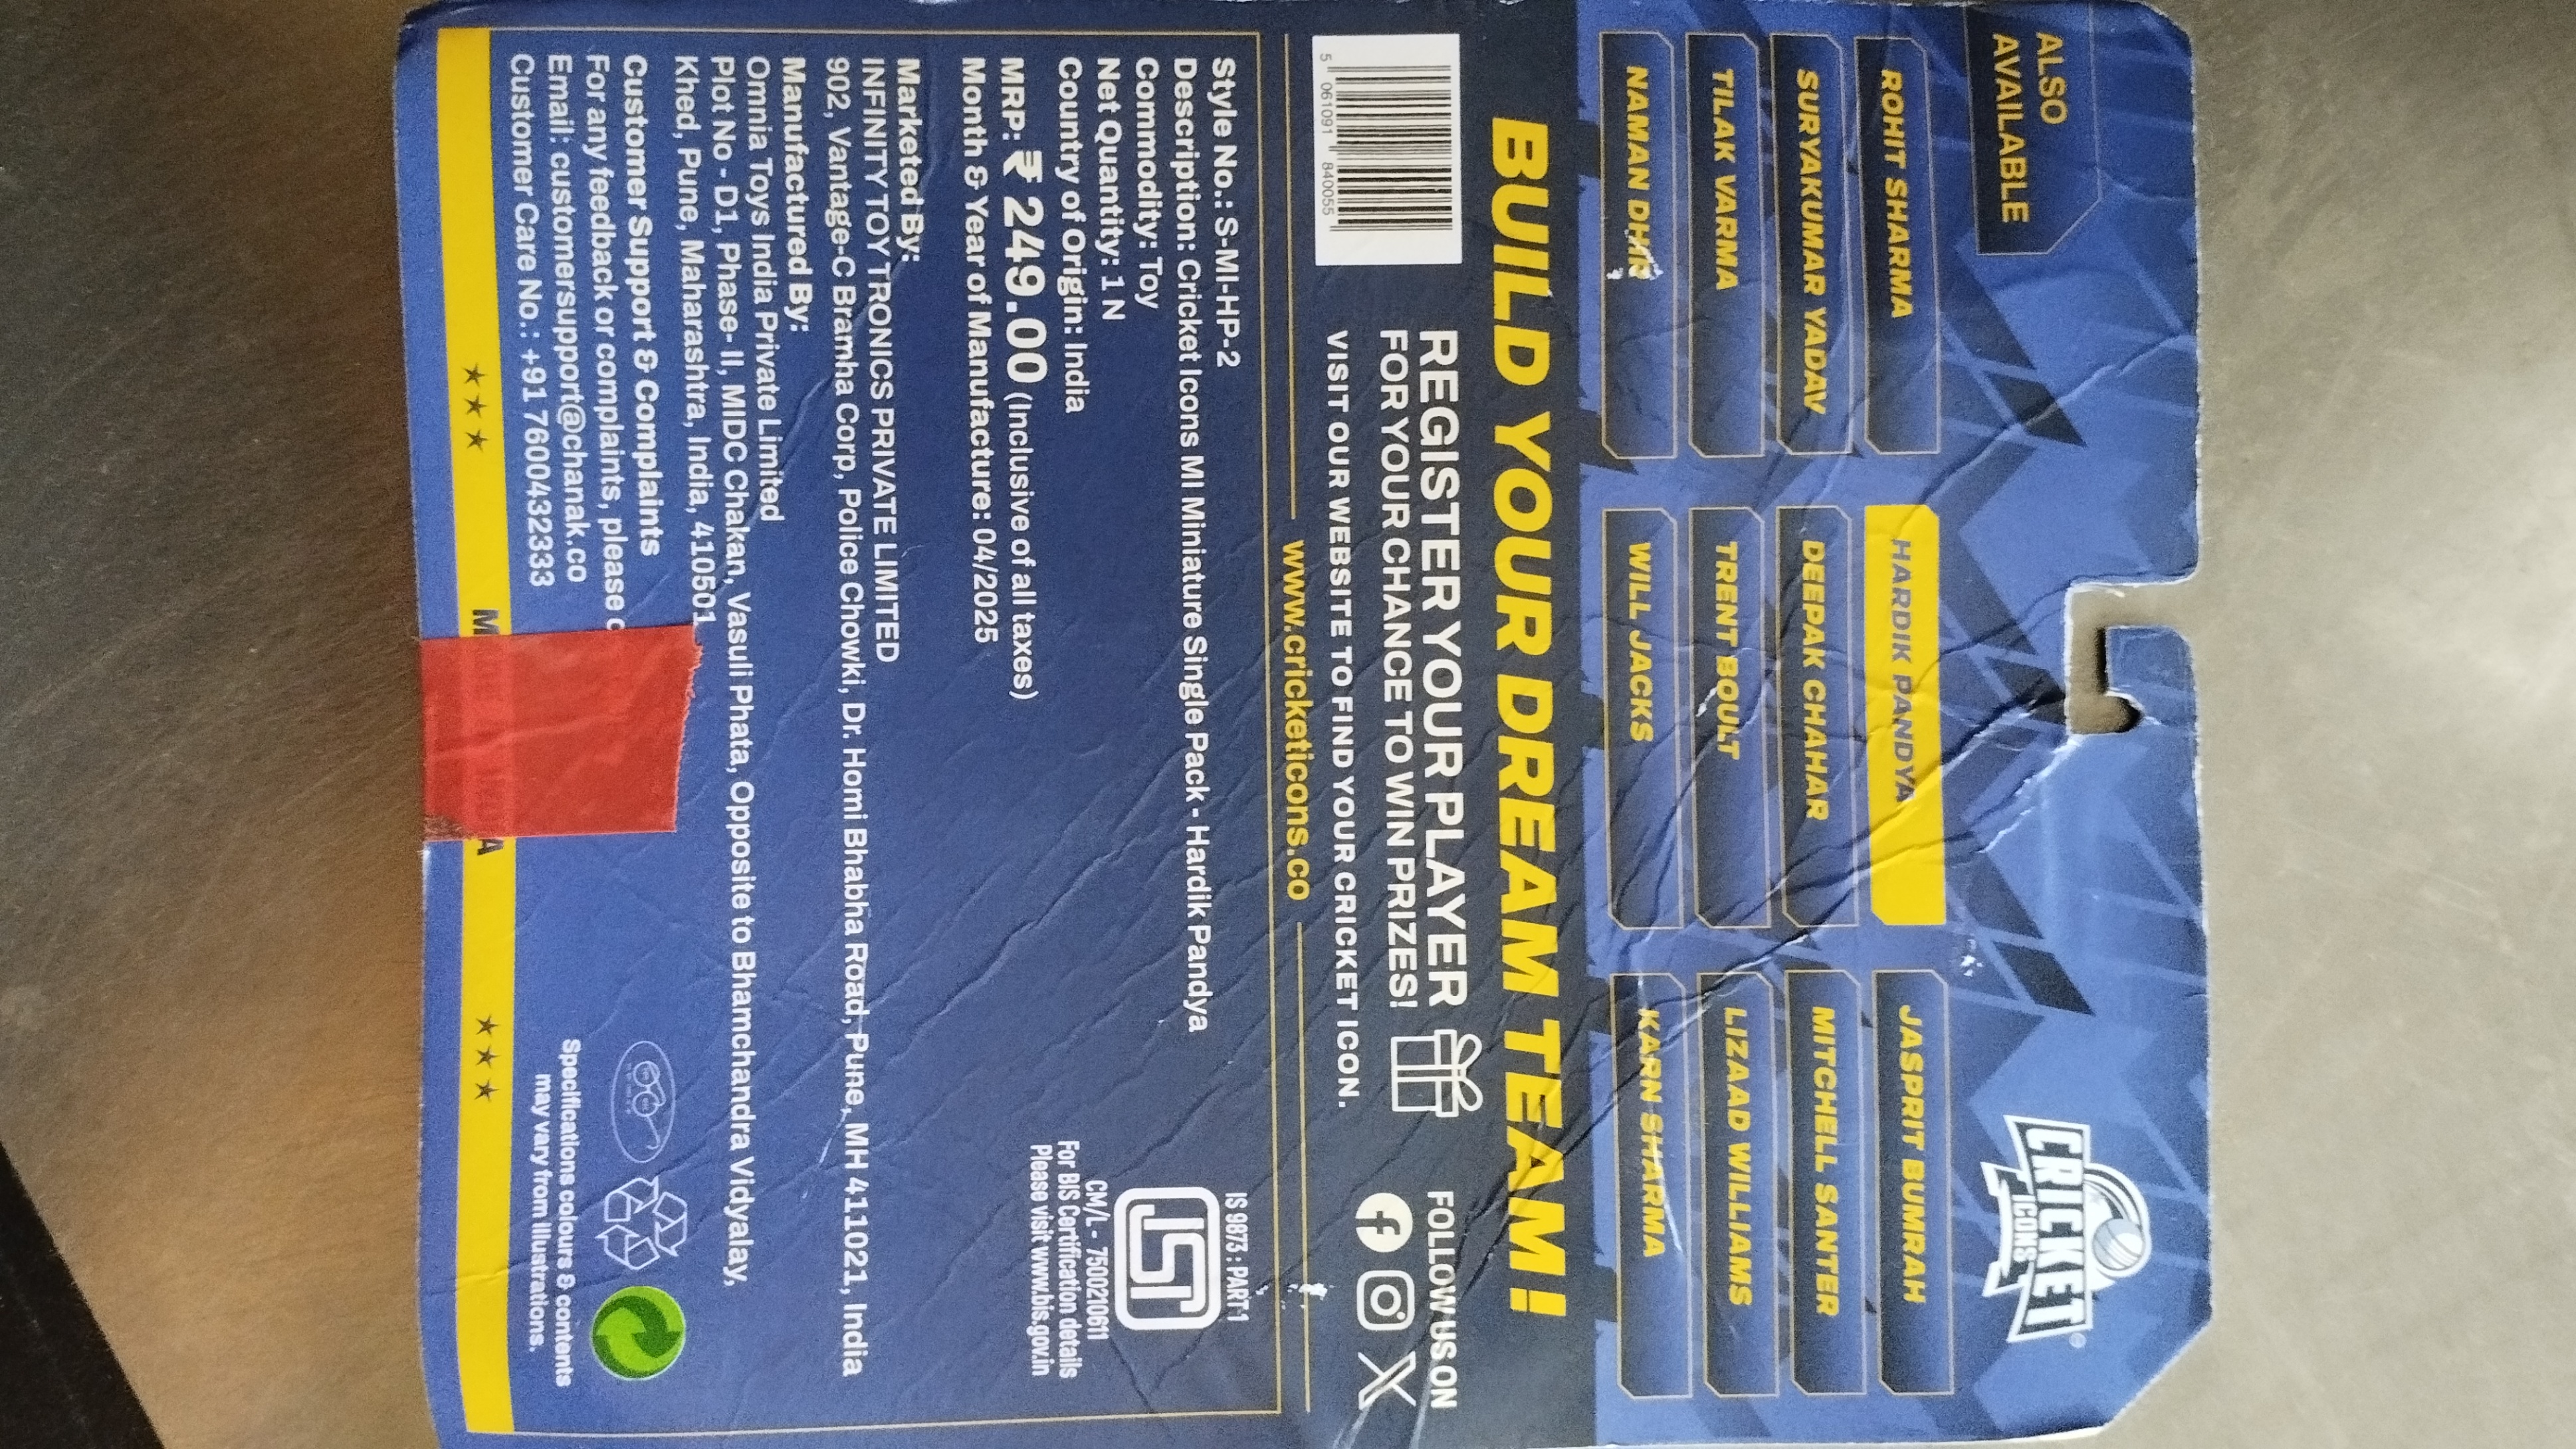 ALSO
AVAILABLE
CRICKET
ICONS
®
ROHIT SHARMA
HARDIK PANDYA
JASPRIT BUMRAH
SURYAKUMAR YADAV
DEEPAK CHAHAR
MITCHELL SANTER
TILAK VARMA
TRENT BOULT
LIZAAD WILLIAMS
NAMAN DHIR
WILL JACKS
KARN SHARMA
BUILD YOUR DREAM TEAM!
5 061091 840055
REGISTER YOUR PLAYER
FOR YOUR CHANCE TO WIN PRIZES!
VISIT OUR WEBSITE TO FIND YOUR CRICKET ICON.
FOLLOW US ON
www.cricketicons.co
Style No.: S-MI-HP-2
Description: Cricket Icons MI Miniature Single Pack - Hardik Pandya
Commodity: Toy
Net Quantity: 1 N
Country of Origin: India
MRP: ₹ 249.00 (Inclusive of all taxes)
Month & Year of Manufacture: 04/2025
IS 9873 : PART 1
CM/L - 7500210611
For BIS Certification details
Please visit www.bis.gov.in
Marketed By:
INFINITY TOY TRONICS PRIVATE LIMITED
902, Vantage-C Bramha Corp, Police Chowki, Dr. Homi Bhabha Road, Pune, MH 411021, India
Manufactured By:
Omnia Toys India Private Limited
Plot No - D1, Phase- II, MIDC Chakan, Vasuli Phata, Opposite to Bhamchandra Vidyalay,
Khed, Pune, Maharashtra, India, 410501
Customer Support & Complaints
For any feedback or complaints, please
Email: customersupport@chanak.co
Customer Care No.: +91 7600432333
Specifications colours & contents
may vary from illustrations.